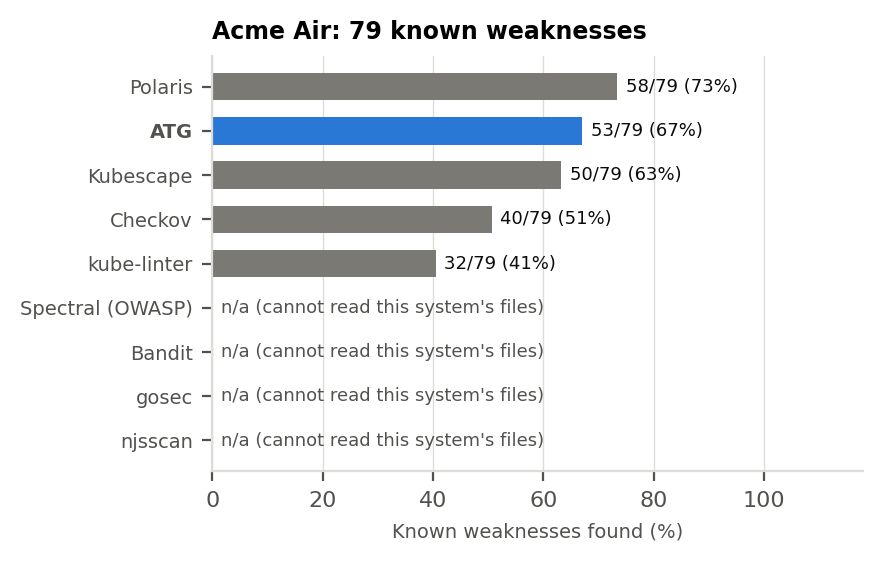 Acme Air: 79 known weaknesses
Polaris 58/79 (73%)
ATG 53/79 (67%)
Kubescape 50/79 (63%)
Checkov 40/79 (51%)
kube-linter 32/79 (41%)
Spectral (OWASP) n/a (cannot read this system's files)
Bandit n/a (cannot read this system's files)
gosec n/a (cannot read this system's files)
njsscan n/a (cannot read this system's files)
0 20 40 60 80 100
Known weaknesses found (%)